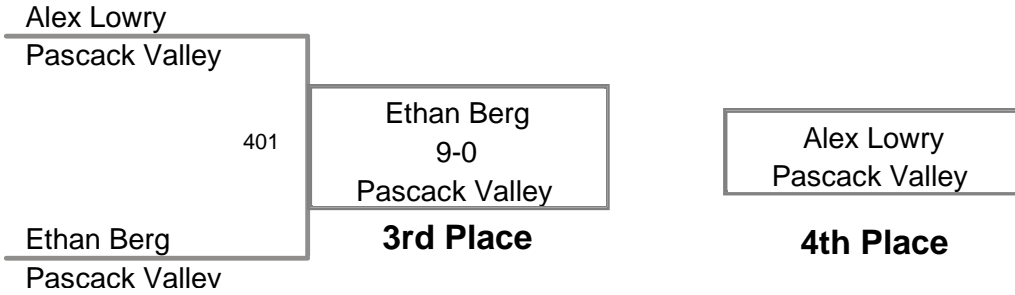 Alex Lowry
Pascack Valley
401
Ethan Berg
9-0
Pascack Valley
3rd Place
Alex Lowry
Pascack Valley
4th Place
Ethan Berg
Pascack Valley